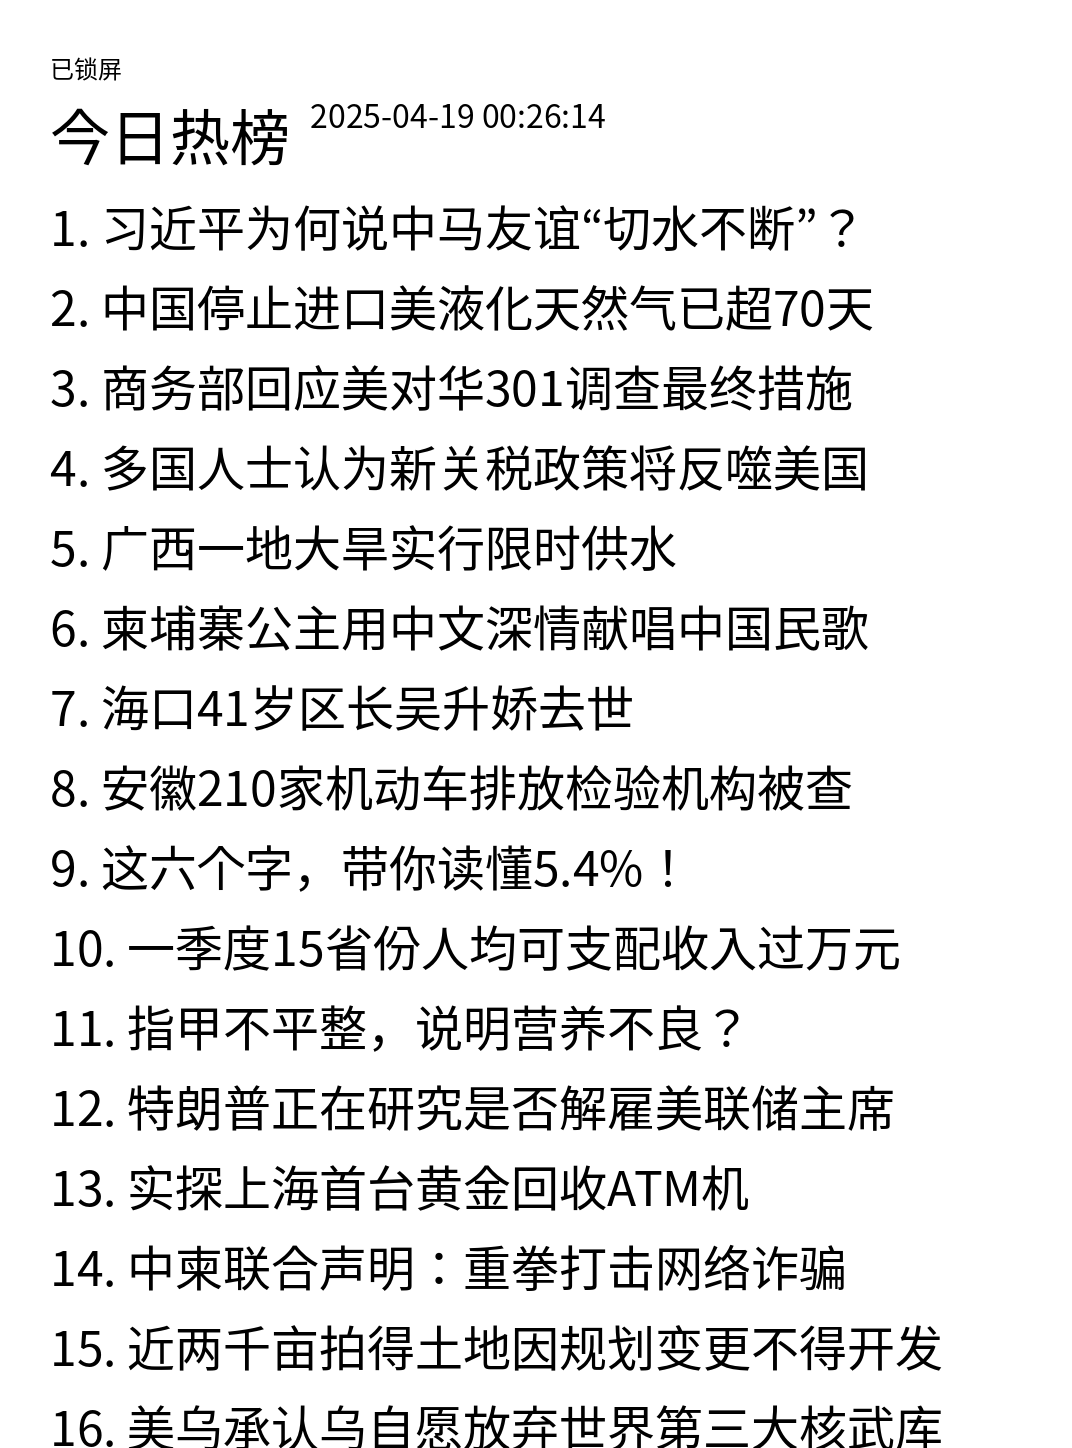 已锁屏
今日热榜 2025-04-19 00:26:14
1. 习近平为何说中马友谊“切水不断”？
2. 中国停止进口美液化天然气已超70天
3. 商务部回应美对华301调查最终措施
4. 多国人士认为新关税政策将反噬美国
5. 广西一地大旱实行限时供水
6. 柬埔寨公主用中文深情献唱中国民歌
7. 海口41岁区长吴升娇去世
8. 安徽210家机动车排放检验机构被查
9. 这六个字，带你读懂5.4%！
10. 一季度15省份人均可支配收入过万元
11. 指甲不平整，说明营养不良？
12. 特朗普正在研究是否解雇美联储主席
13. 实探上海首台黄金回收ATM机
14. 中柬联合声明：重拳打击网络诈骗
15. 近两千亩拍得土地因规划变更不得开发
16. 美乌承认乌自愿放弃世界第三大核武库